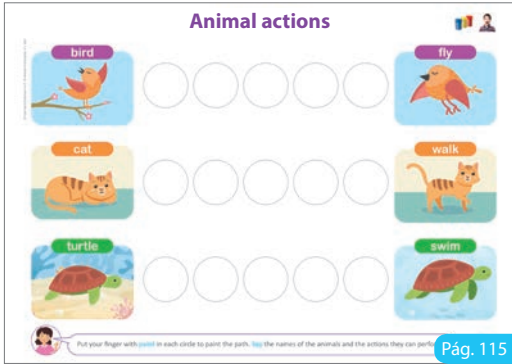 Animal actions
bird
fly
cat
walk
turtle
swim
Put your finger with paint in each circle to paint the path. Say the names of the animals and the actions they can perfo
Pág. 115